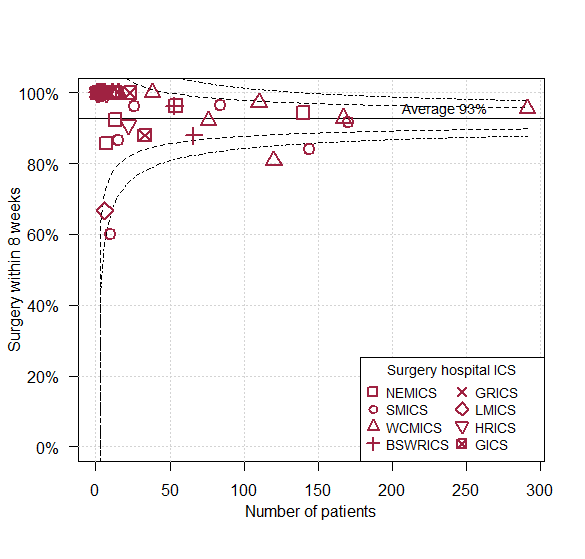 100%
80%
60%
40%
20%
0%
Surgery within 8 weeks
Average 93%
Surgery hospital ICS
NEMICS GRICS
SMICS LMICS
WCMICS HRICS
BSWRICS GICS
0 50 100 150 200 250 300
Number of patients